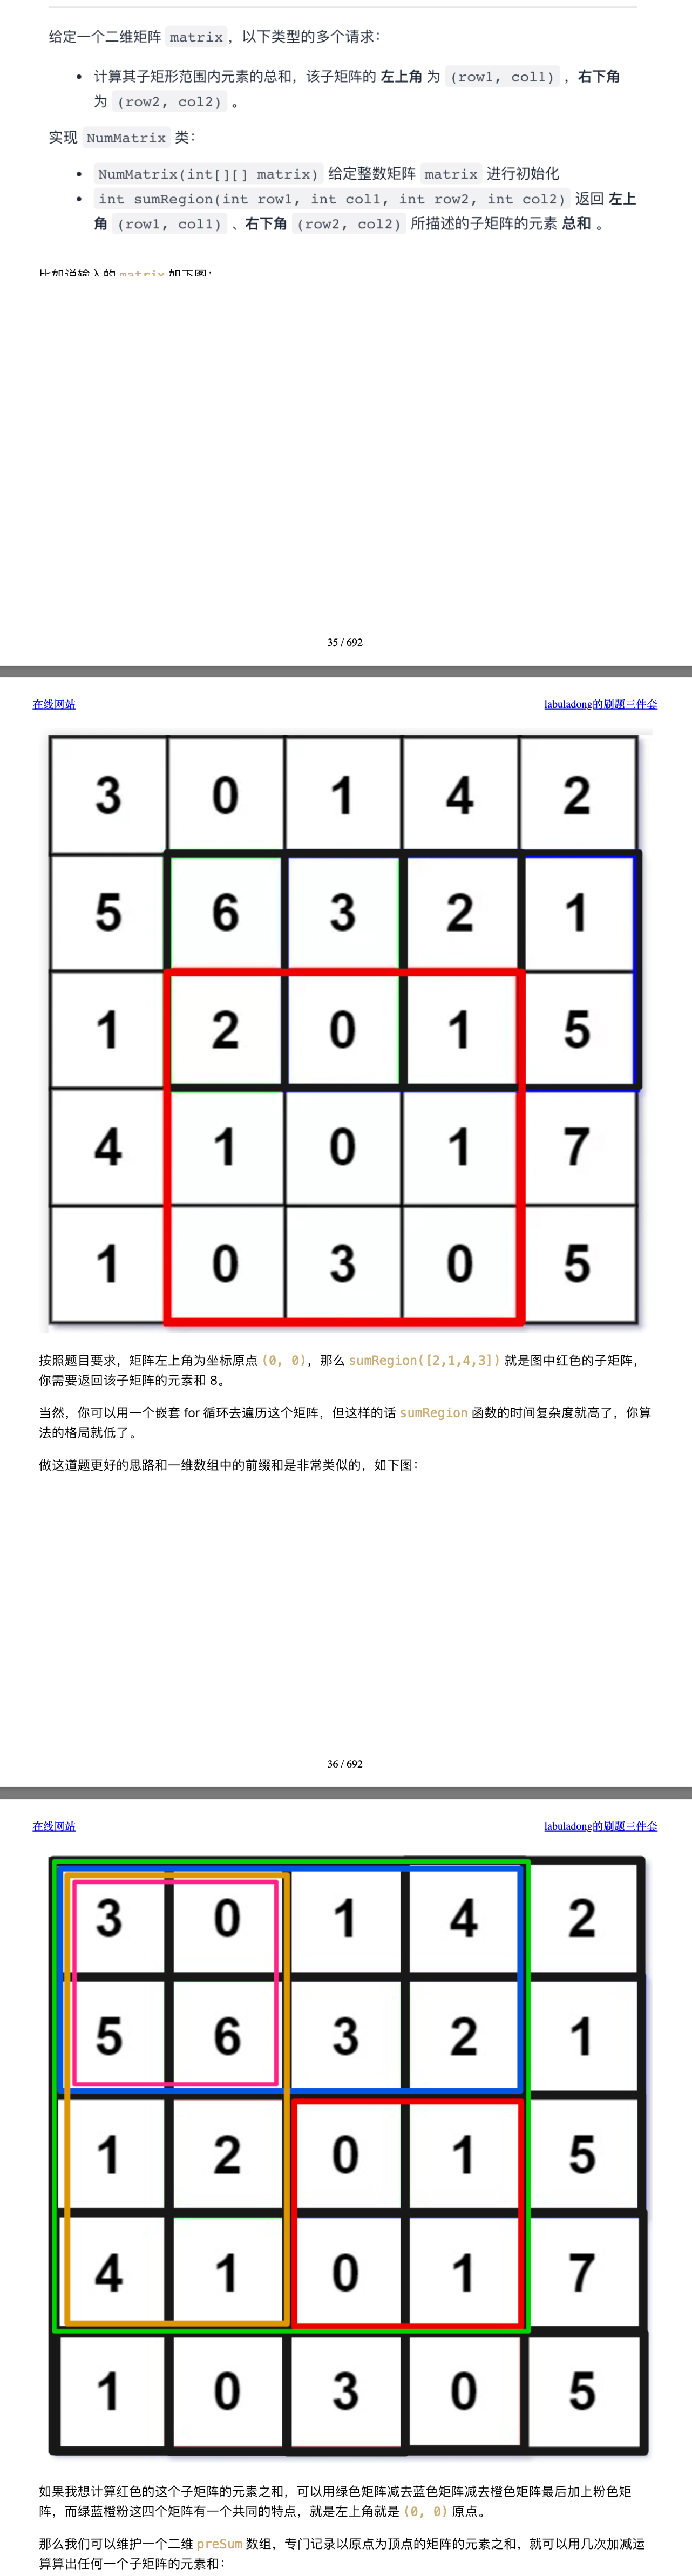 给定一个二维矩阵 matrix，以下类型的多个请求：
• 计算其子矩形范围内元素的总和，该子矩阵的 左上角 为 (row1, col1) ，右下角
为 (row2, col2) 。
实现 NumMatrix 类：
• NumMatrix(int[][] matrix) 给定整数矩阵 matrix 进行初始化
• int sumRegion(int row1, int col1, int row2, int col2) 返回 左上
角 (row1, col1) 、右下角 (row2, col2) 所描述的子矩阵的元素 总和 。
比如说输入的 matrix 如下图：
35 / 692
在线网站 labuladong的刷题三件套
3 0 1 4 2
5 6 3 2 1
1 2 0 1 5
4 1 0 1 7
1 0 3 0 5
按照题目要求，矩阵左上角为坐标原点 (0, 0)，那么 sumRegion([2,1,4,3]) 就是图中红色的子矩阵，
你需要返回该子矩阵的元素和 8。
当然，你可以用一个嵌套 for 循环去遍历这个矩阵，但这样的话 sumRegion 函数的时间复杂度就高了，你算
法的格局就低了。
做这道题更好的思路和一维数组中的前缀和是非常类似的，如下图：
36 / 692
在线网站 labuladong的刷题三件套
3 0 1 4 2
5 6 3 2 1
1 2 0 1 5
4 1 0 1 7
1 0 3 0 5
如果我想计算红色的这个子矩阵的元素之和，可以用绿色矩阵减去蓝色矩阵减去橙色矩阵最后加上粉色矩
阵，而绿蓝橙粉这四个矩阵有一个共同的特点，就是左上角就是 (0, 0) 原点。
那么我们可以维护一个二维 preSum 数组，专门记录以原点为顶点的矩阵的元素之和，就可以用几次加减运
算算出任何一个子矩阵的元素和：